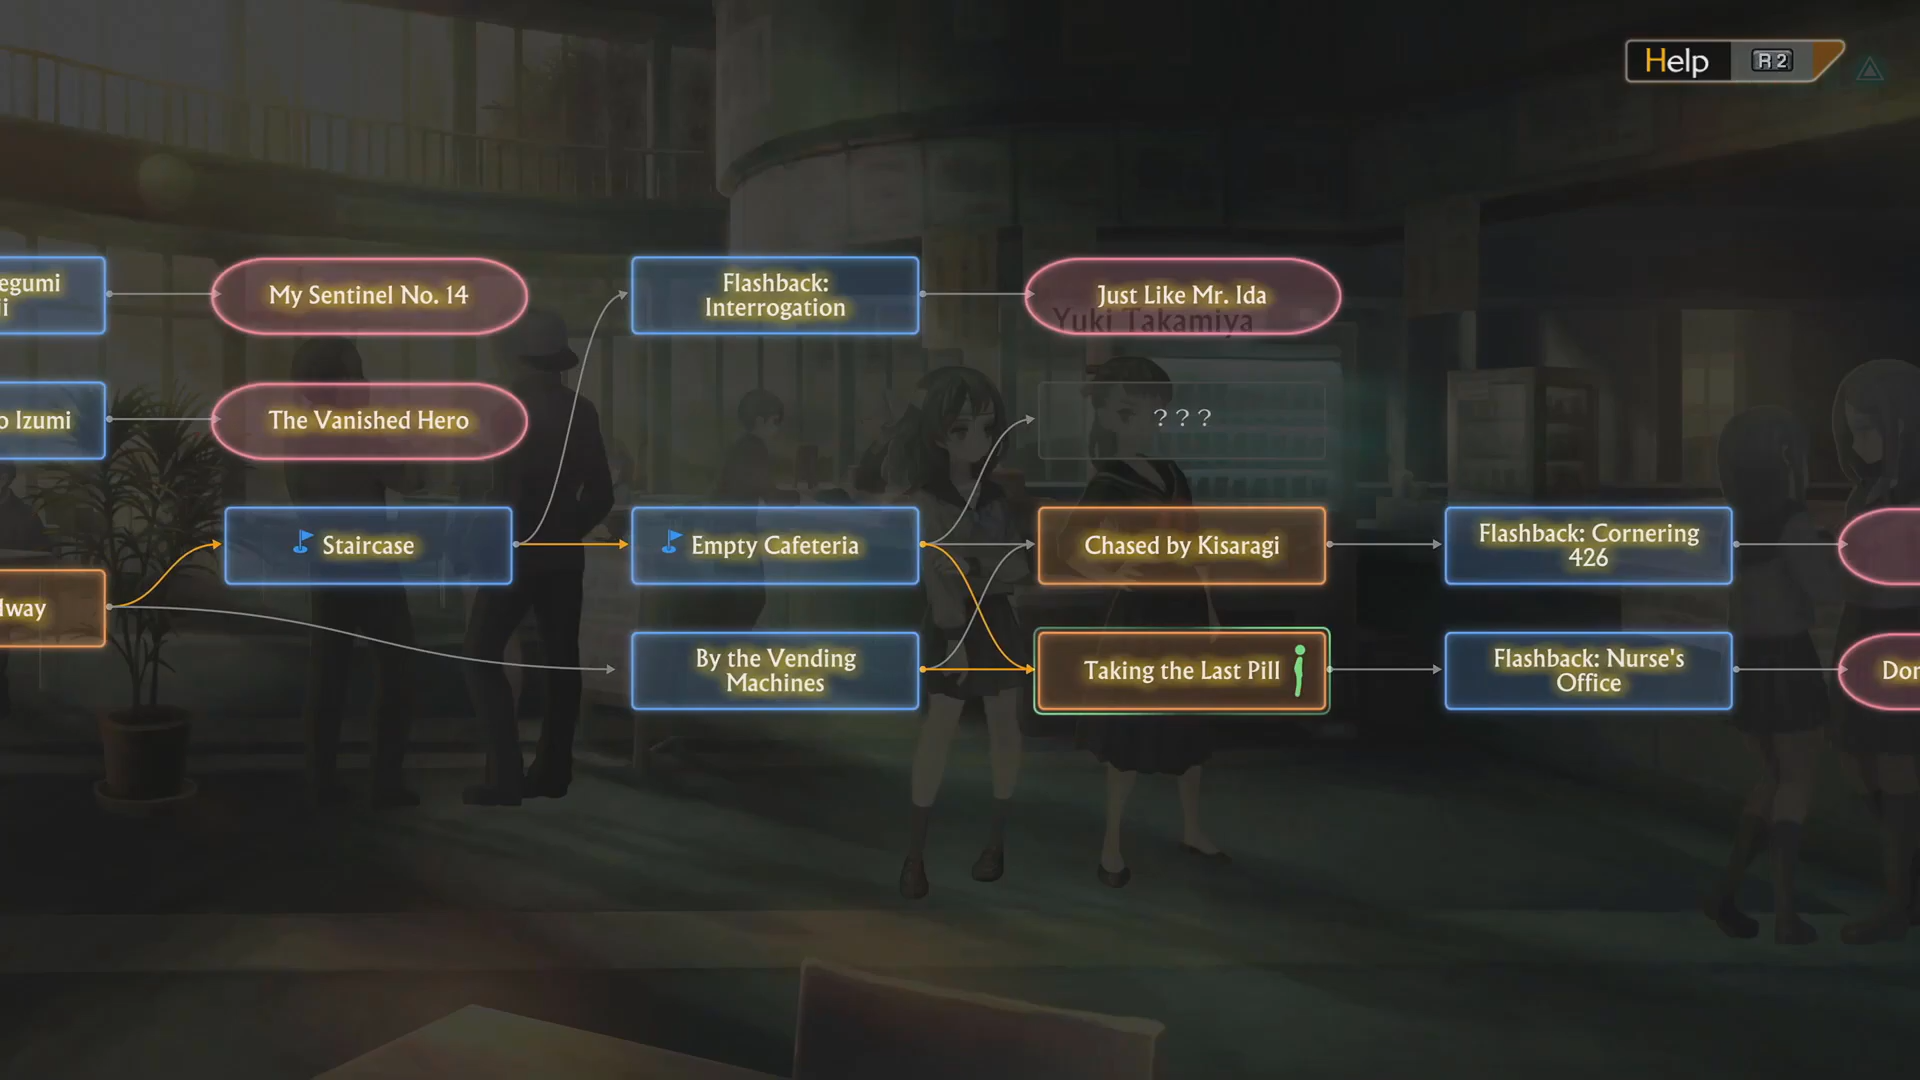 Help R2
egumi
ji
My Sentinel No. 14
Flashback:
Interrogation
Just Like Mr. Ida
Yuki Takamiya
o Izumi
The Vanished Hero
???
Staircase
Empty Cafeteria
Chased by Kisaragi
Flashback: Cornering
426
lway
By the Vending
Machines
Taking the Last Pill
Flashback: Nurse's
Office
Don